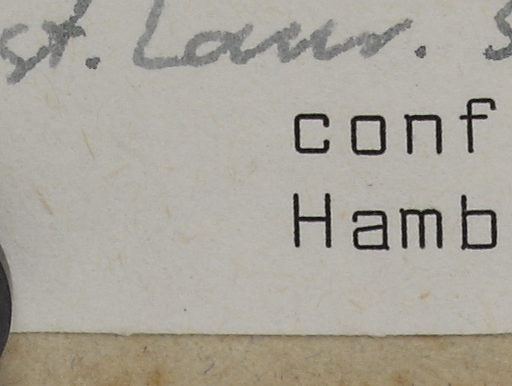 st. Laur.
conf
Hamb